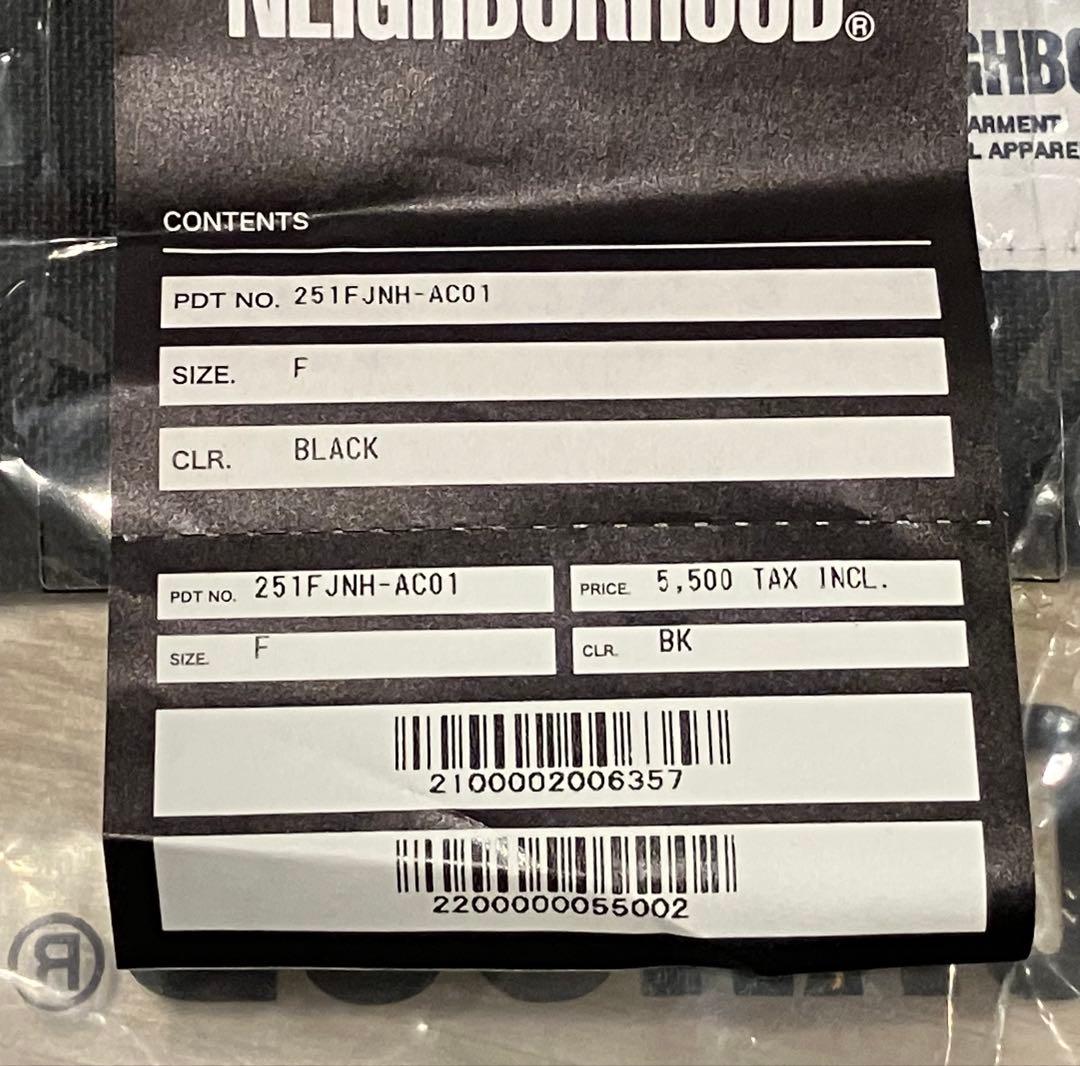 NEIGHBORHOOD®
GHBO
ARMENT
L APPARE
CONTENTS
PDT NO. 251FJNH-AC01
SIZE. F
CLR. BLACK
PDT NO. 251FJNH-AC01
PRICE. 5,500 TAX INCL.
SIZE. F
CLR. BK
2100002006357
2200000055002
®